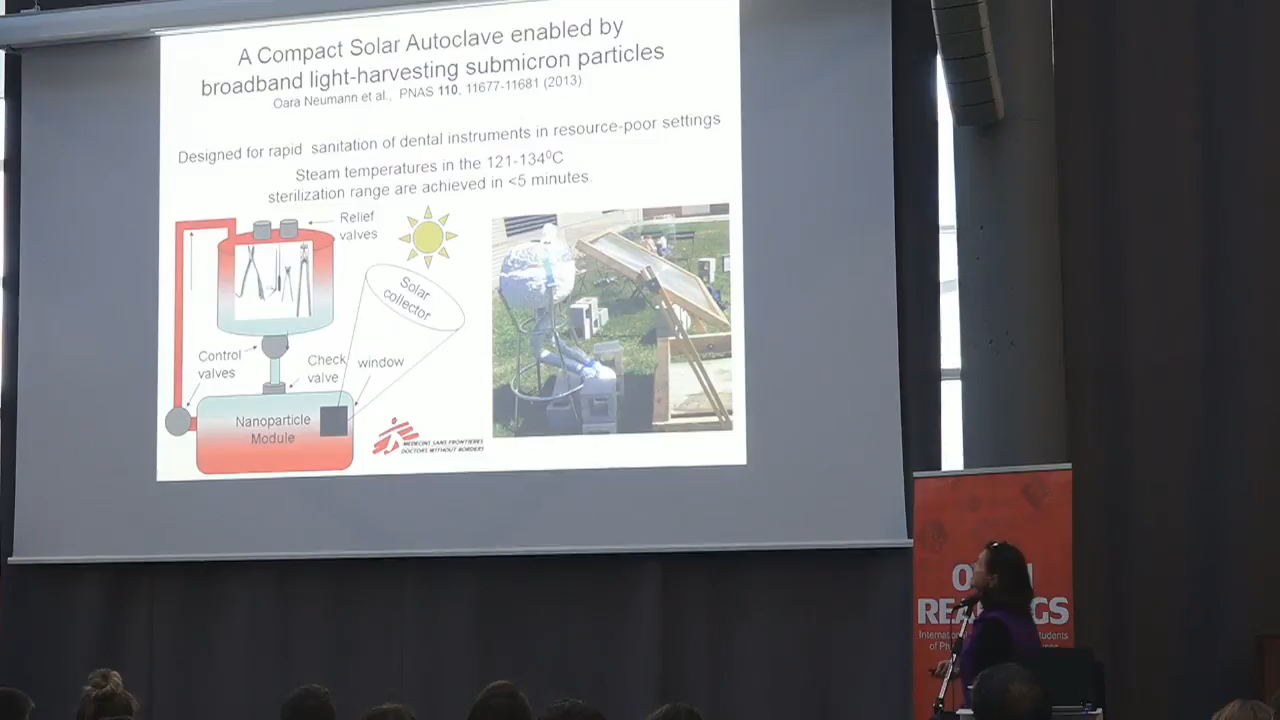 A Compact Solar Autoclave enabled by
broadband light-harvesting submicron particles
Oara Neumann et al., PNAS 110, 11677-11681 (2013)
Designed for rapid sanitation of dental instruments in resource-poor settings
Steam temperatures in the 121-134⁰C
sterilization range are achieved in <5 minutes.
Relief
valves
Solar
collector
Control
valves
Check
valve
window
Nanoparticle
Module
MEDECINS SANS FRONTIERES
DOCTORS WITHOUT BORDERS